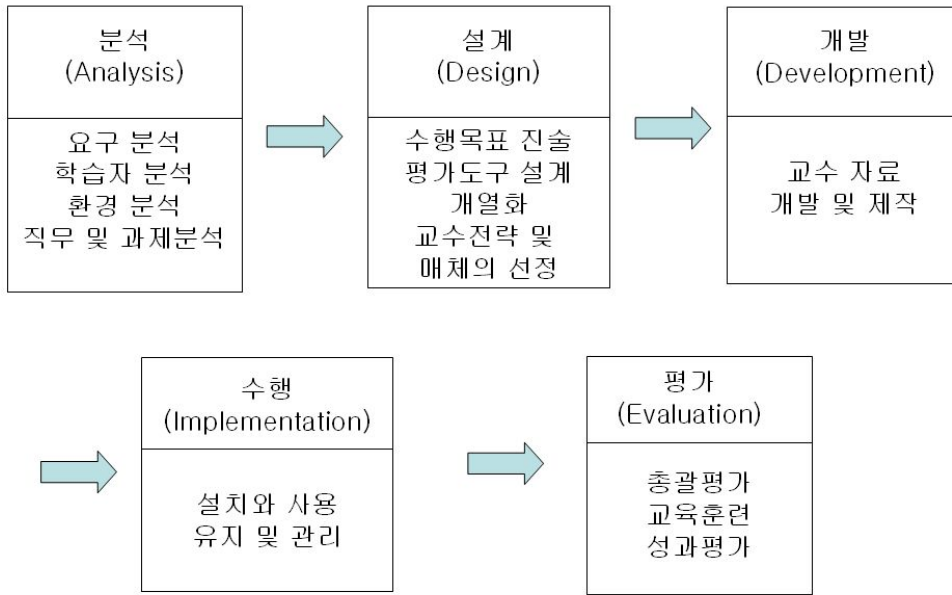 분석
(Analysis)
요구 분석
학습자 분석
환경 분석
직무 및 과제분석
설계
(Design)
수행목표 진술
평가도구 설계
개열화
교수전략 및
매체의 선정
개발
(Development)
교수 자료
개발 및 제작
수행
(Implementation)
설치와 사용
유지 및 관리
평가
(Evaluation)
총괄평가
교육훈련
성과평가